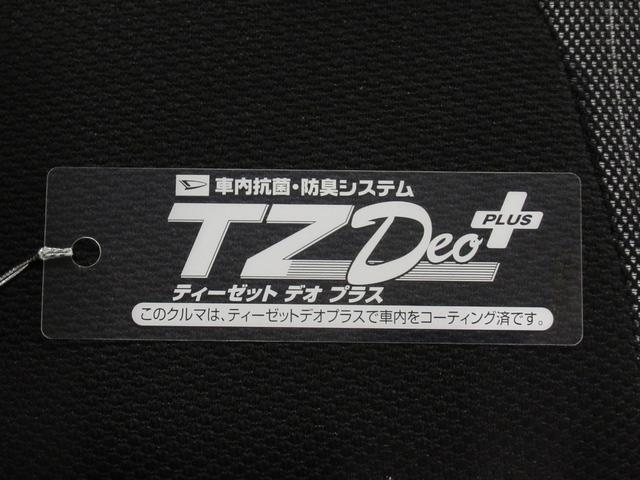 車内抗菌・防臭システム
TZ Deo PLUS
ティーゼット デオ プラス
このクルマは、ティーゼットデオプラスで車内をコーティング済です。